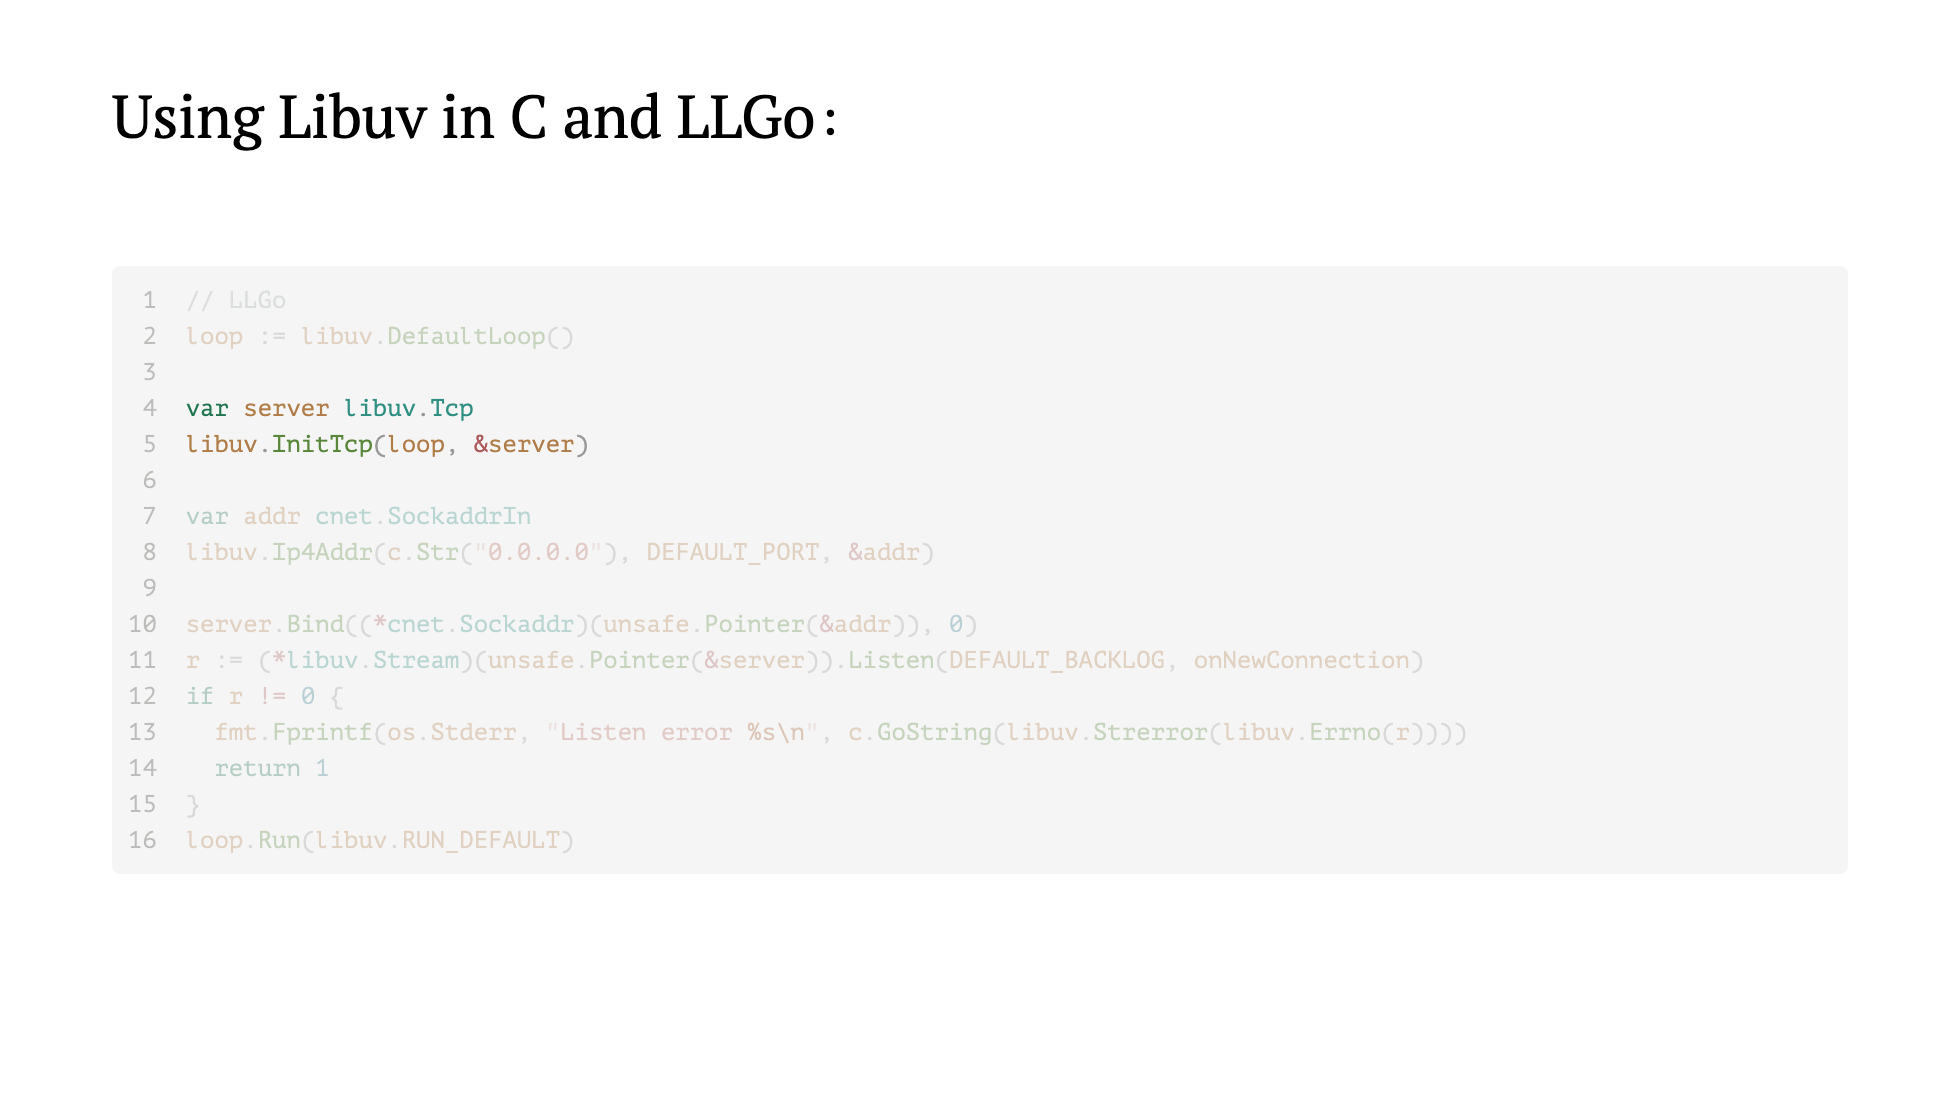 Using Libuv in C and LLGo:
1 // LLGo
2 loop := libuv.DefaultLoop()
3
4 var server libuv.Tcp
5 libuv.InitTcp(loop, &server)
6
7 var addr cnet.SockaddrIn
8 libuv.Ip4Addr(c.Str("0.0.0.0"), DEFAULT_PORT, &addr)
9
10 server.Bind((*cnet.Sockaddr)(unsafe.Pointer(&addr)), 0)
11 r := (*libuv.Stream)(unsafe.Pointer(&server)).Listen(DEFAULT_BACKLOG, onNewConnection)
12 if r != 0 {
13   fmt.Fprintf(os.Stderr, "Listen error %s\n", c.GoString(libuv.Strerror(libuv.Errno(r))))
14   return 1
15 }
16 loop.Run(libuv.RUN_DEFAULT)